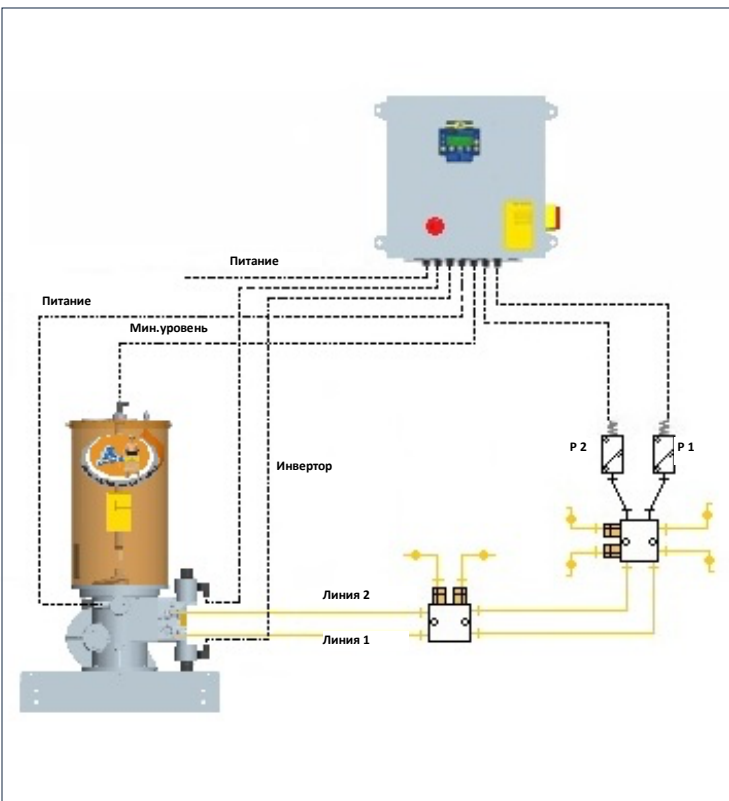 Питание
Питание
Мин.уровень
P 2
P 1
Инвертор
Линия 2
Линия 1